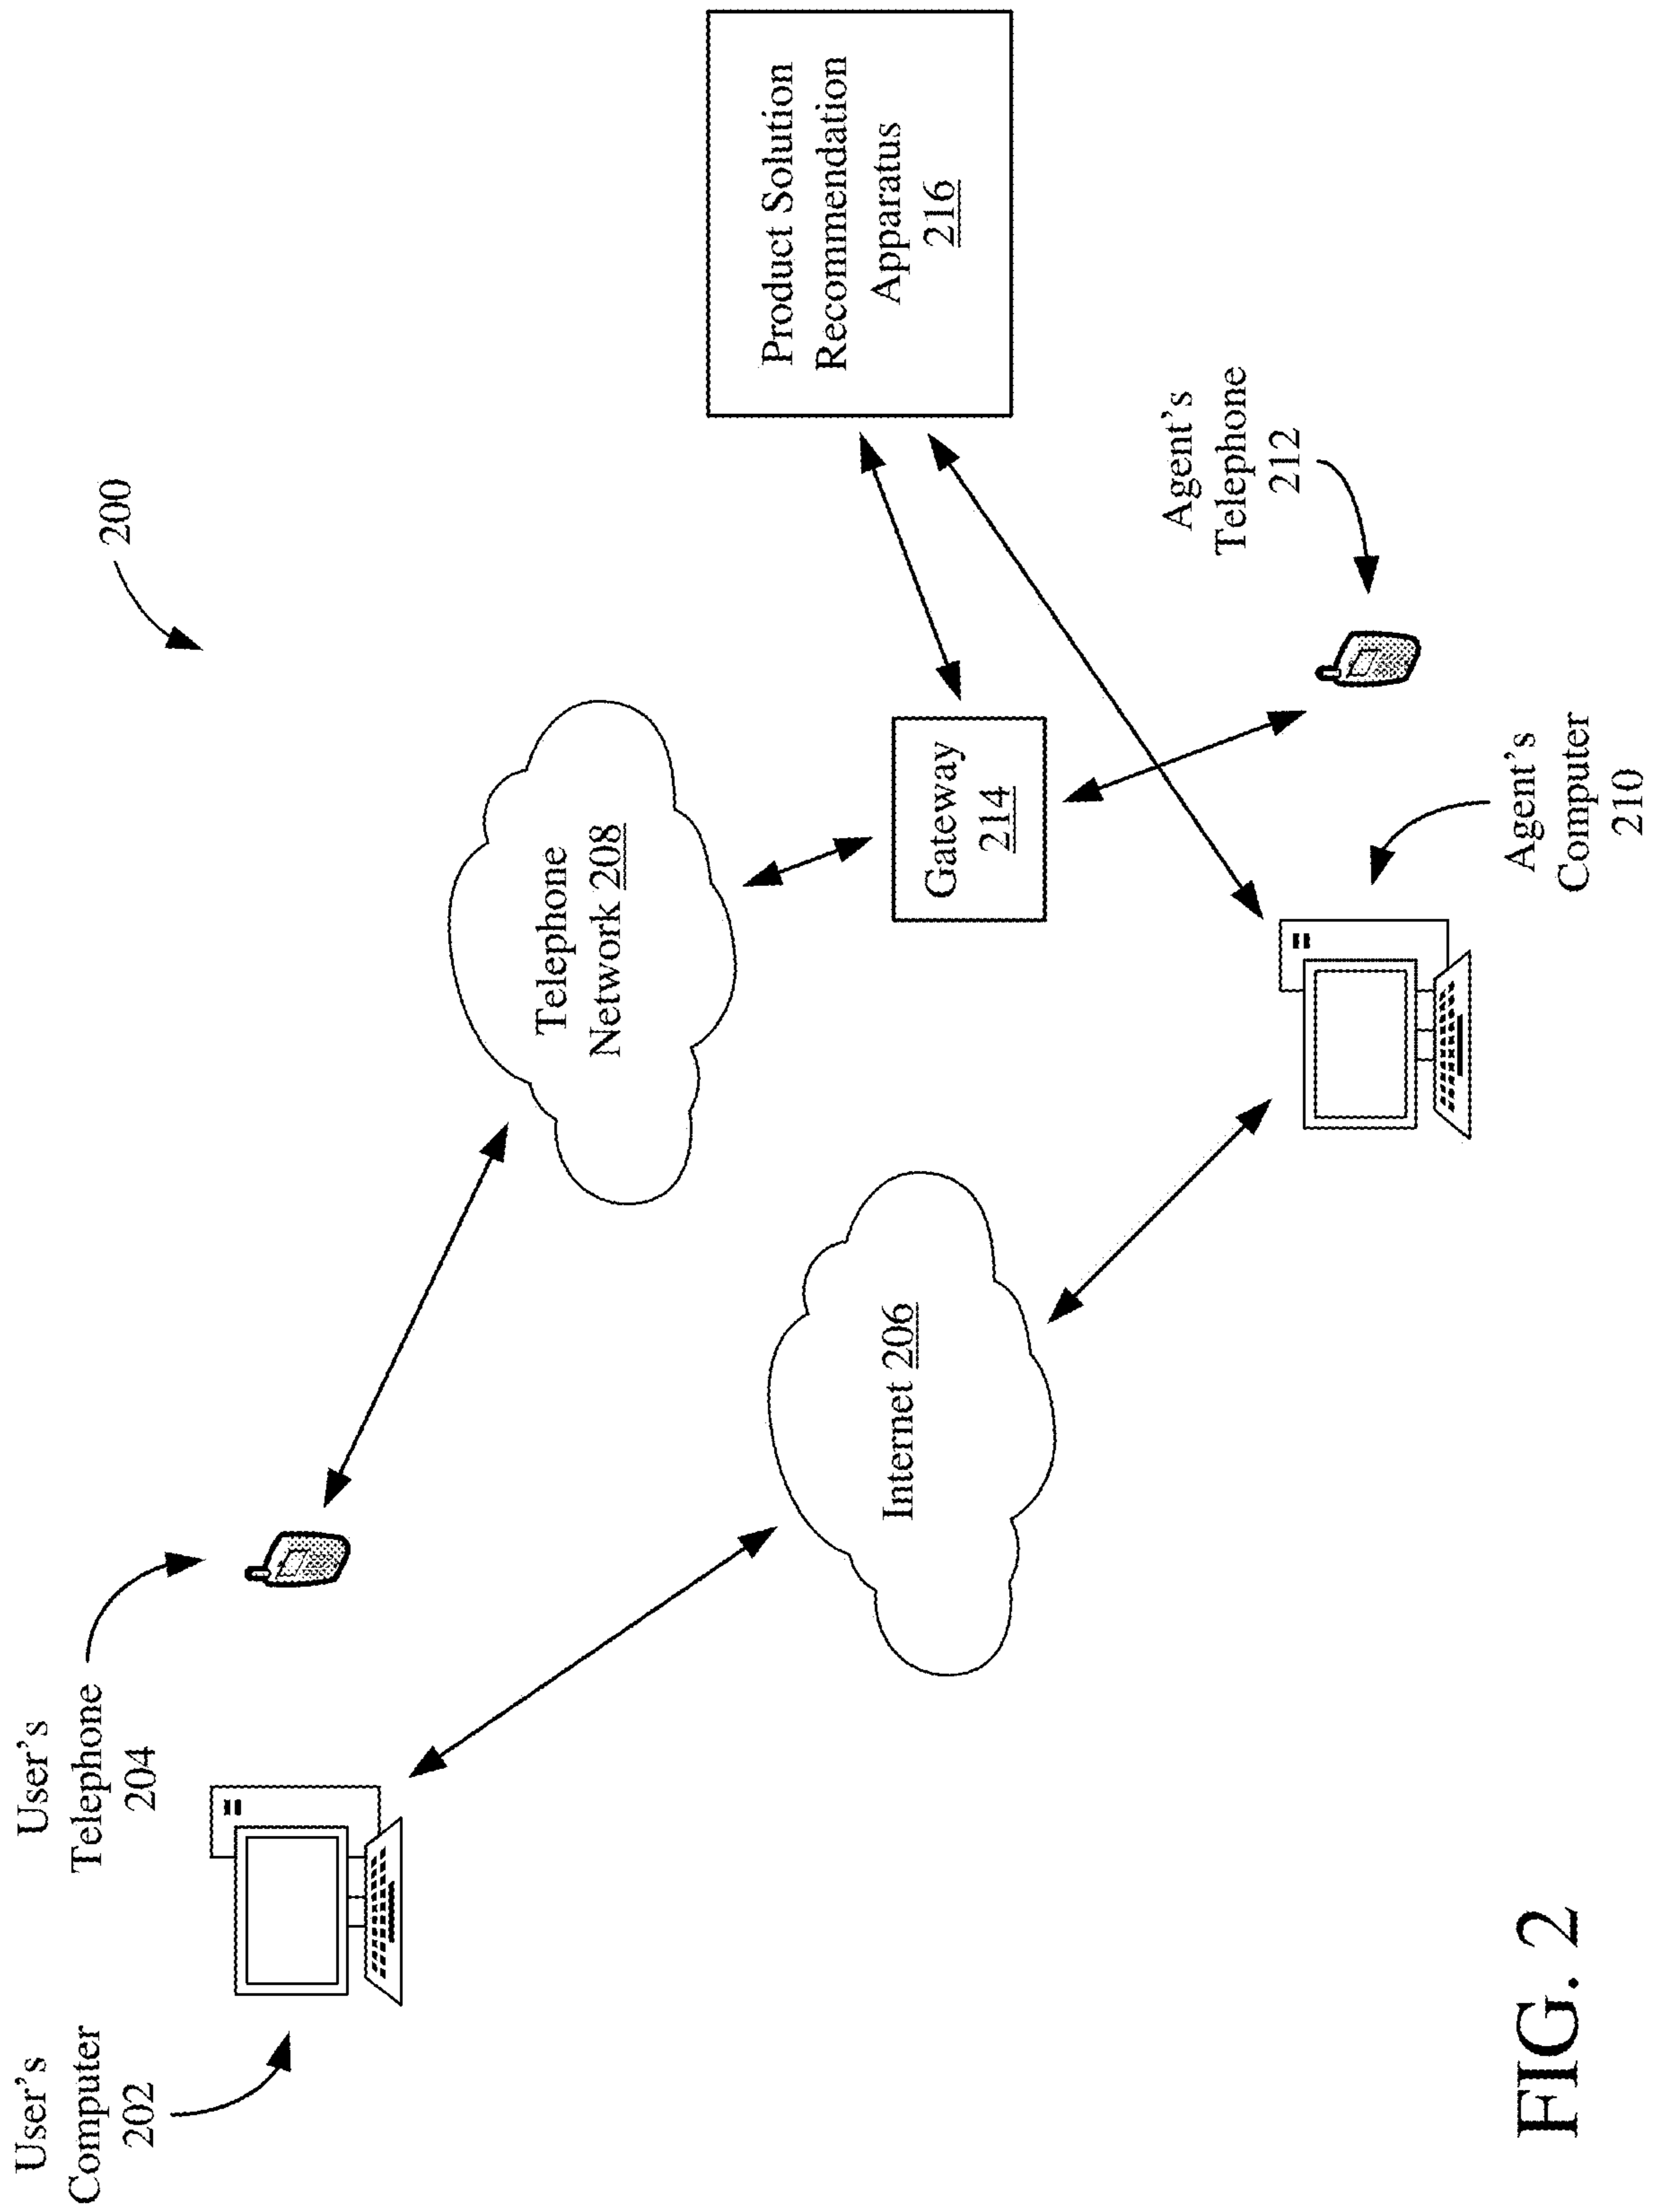 200
User's
Telephone
204
User's
Computer
202
Telephone
Network 208
Internet 206
Gateway
214
Product Solution
Recommendation
Apparatus
216
Agent's
Telephone
212
Agent's
Computer
210
FIG. 2